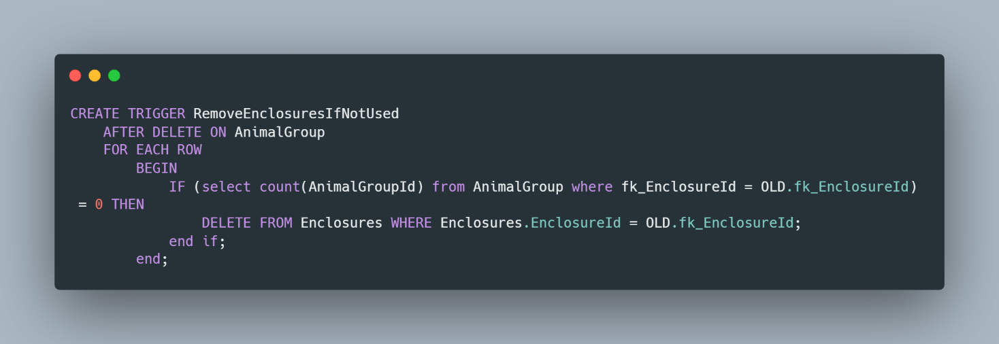 CREATE TRIGGER RemoveEnclosuresIfNotUsed
    AFTER DELETE ON AnimalGroup
    FOR EACH ROW
        BEGIN
            IF (select count(AnimalGroupId) from AnimalGroup where fk_EnclosureId = OLD.fk_EnclosureId)
 = 0 THEN
                DELETE FROM Enclosures WHERE Enclosures.EnclosureId = OLD.fk_EnclosureId;
            end if;
        end;